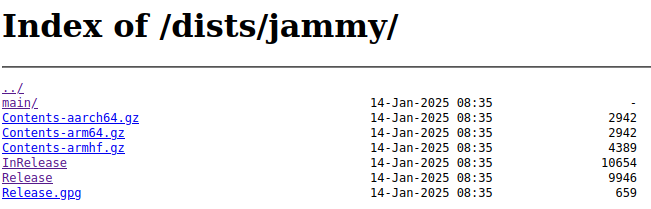 Index of /dists/jammy/
../
main/ 14-Jan-2025 08:35 -
Contents-aarch64.gz 14-Jan-2025 08:35 2942
Contents-arm64.gz 14-Jan-2025 08:35 2942
Contents-armhf.gz 14-Jan-2025 08:35 4389
InRelease 14-Jan-2025 08:35 10654
Release 14-Jan-2025 08:35 9946
Release.gpg 14-Jan-2025 08:35 659